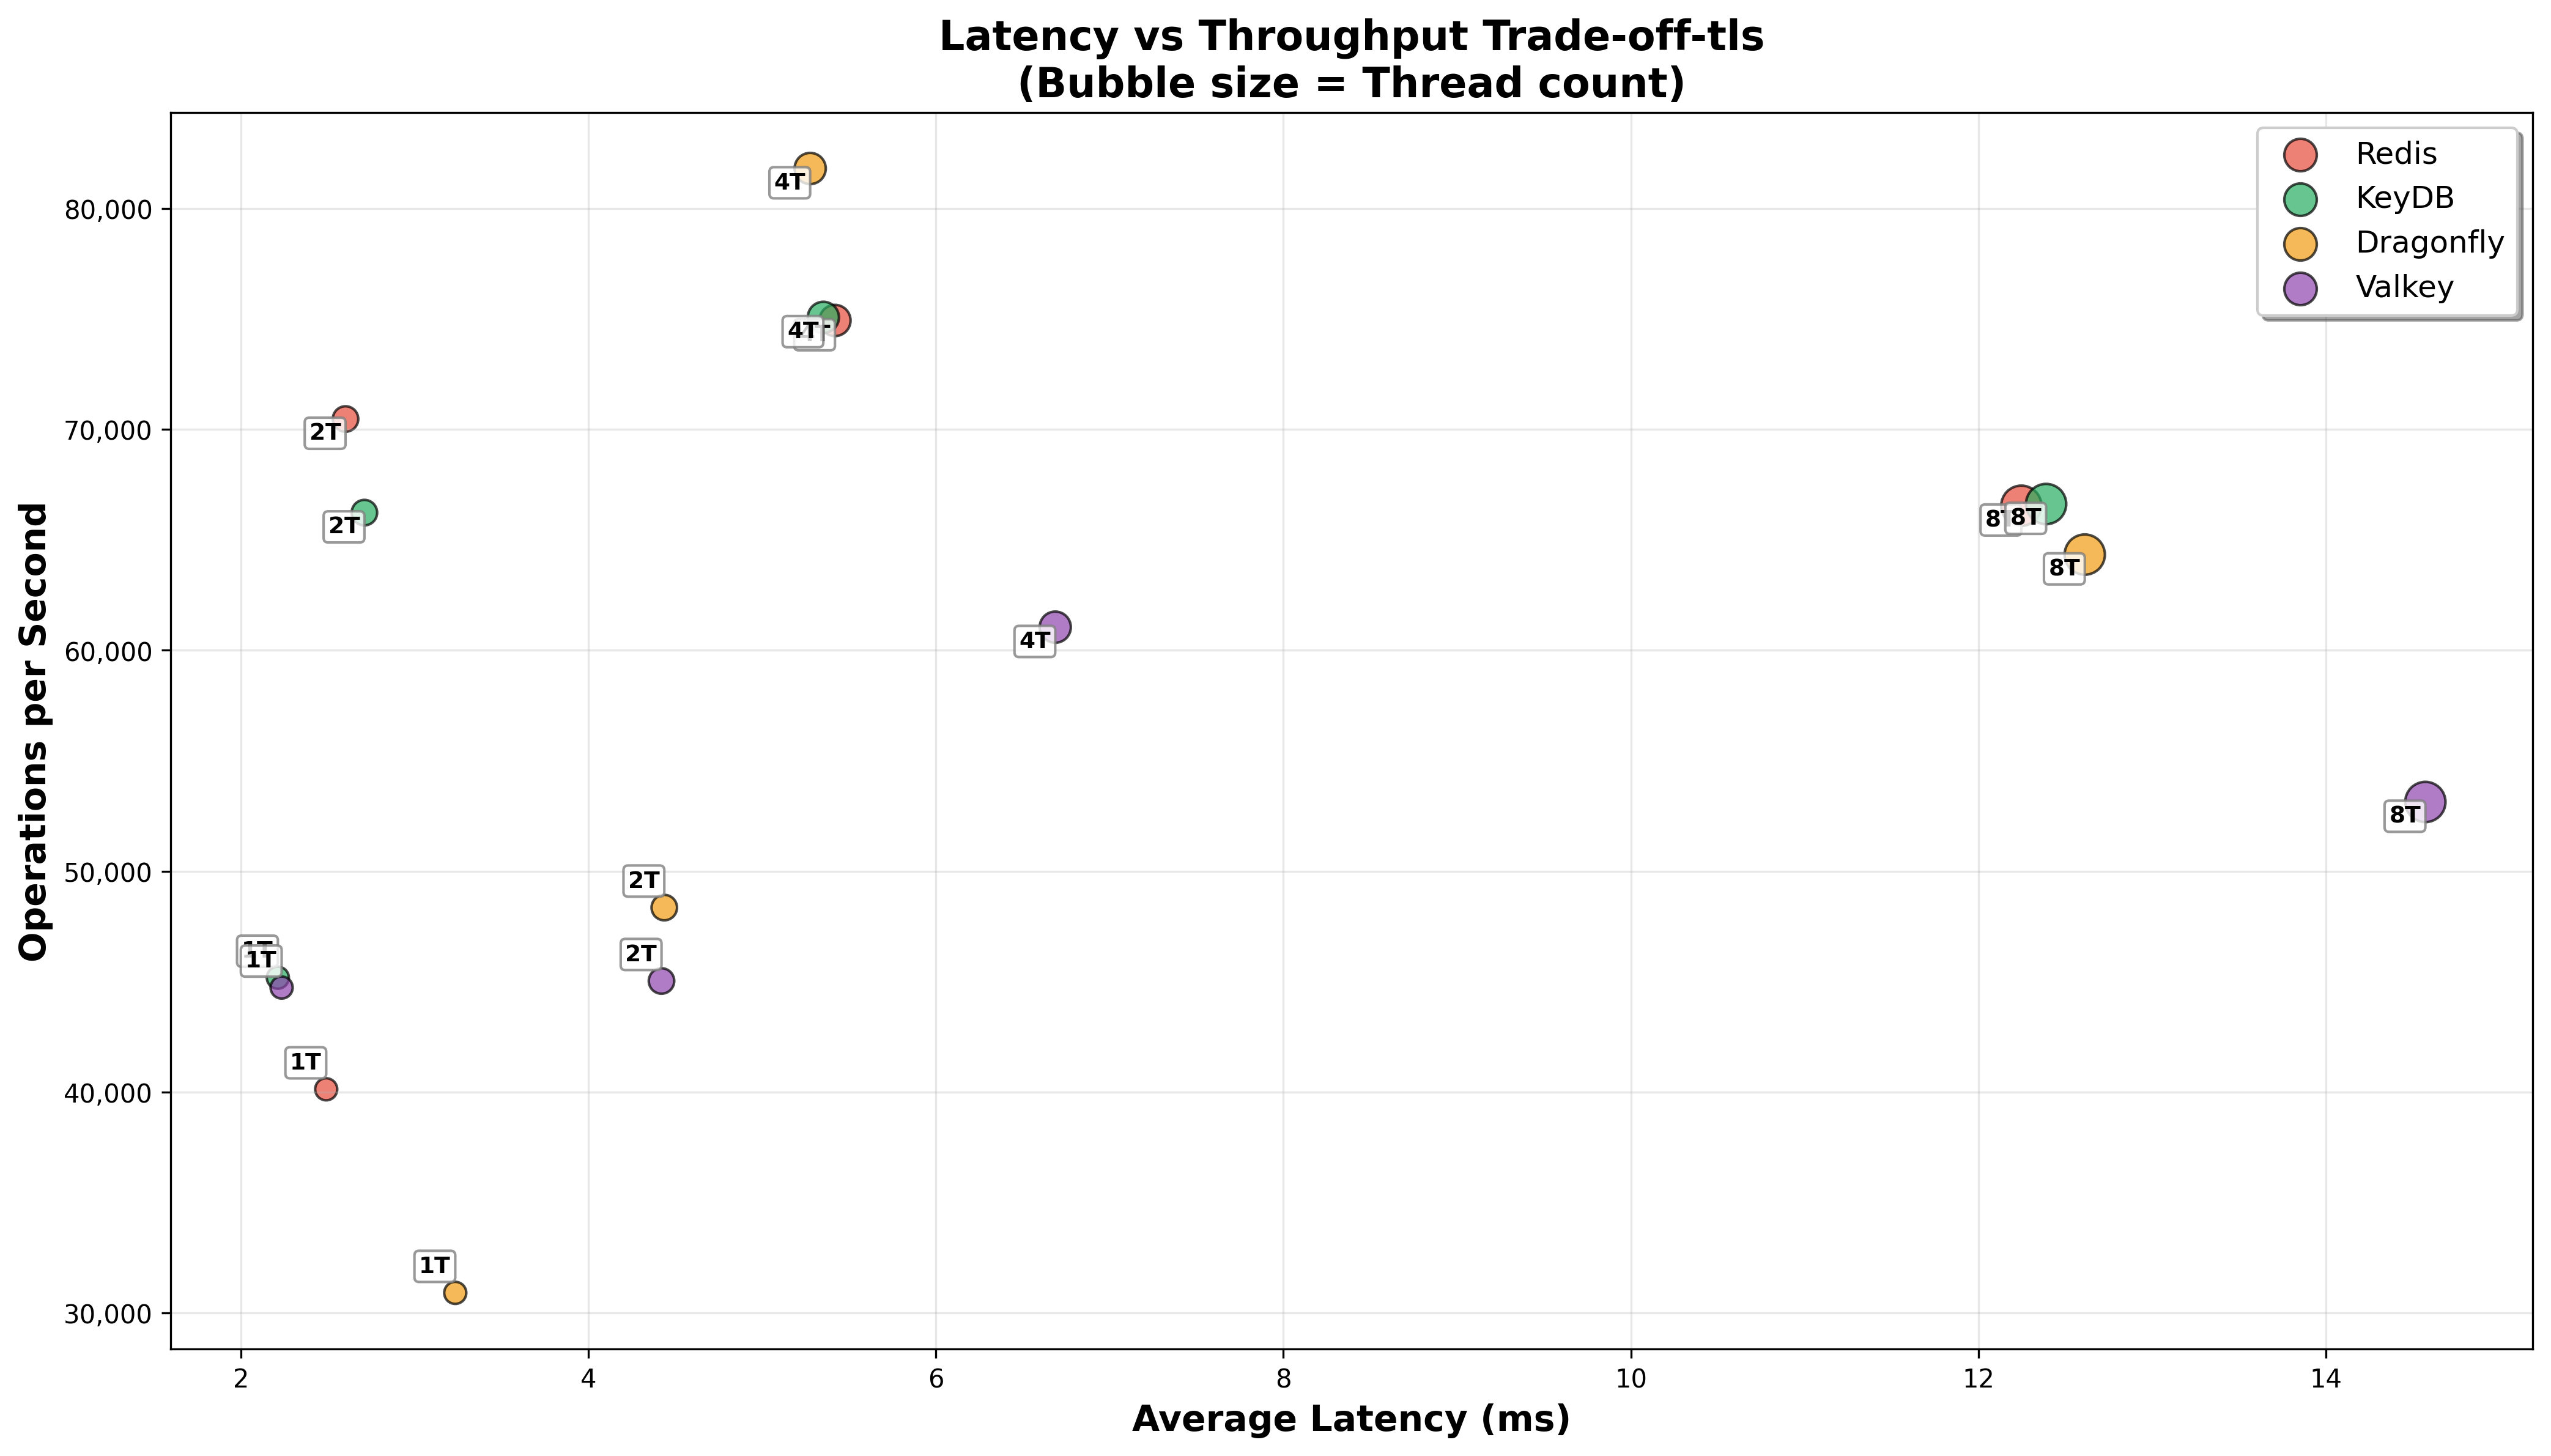 Latency vs Throughput Trade-off-tls
(Bubble size = Thread count)
Redis
KeyDB
Dragonfly
Valkey
Operations per Second
80,000
70,000
60,000
50,000
40,000
30,000
4T
4T
2T
2T
8T
8T
8T
4T
8T
2T
2T
1T
1T
1T
1T
2
4
6
8
10
12
14
Average Latency (ms)